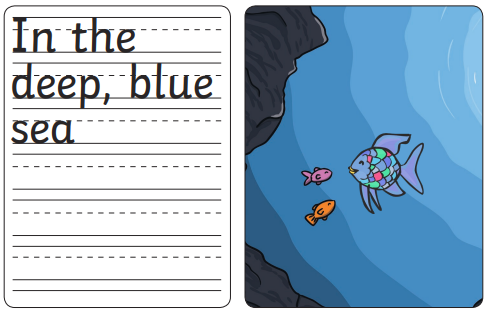 In the
deep, blue
sea